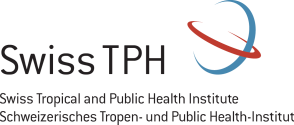 Swiss TPH
Swiss Tropical and Public Health Institute
Schweizerisches Tropen- und Public Health-Institut